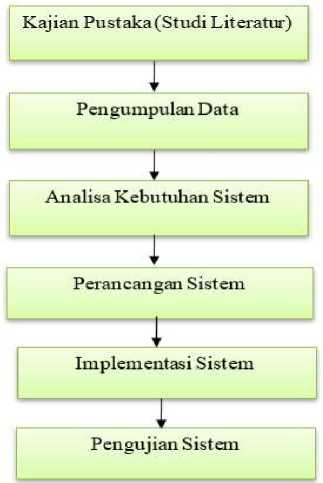 Kajian Pustaka (Studi Literatur)
Pengumpulan Data
Analisa Kebutuhan Sistem
Perancangan Sistem
Implementasi Sistem
Pengujian Sistem